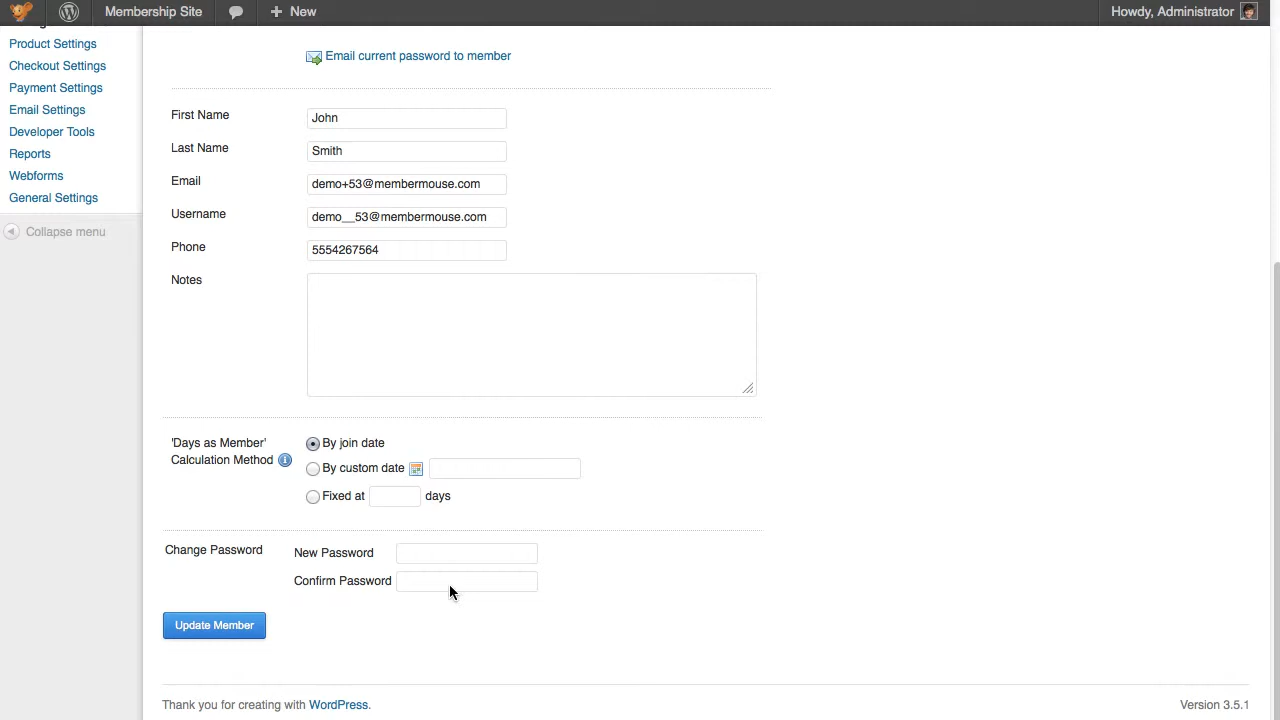 Membership Site
New
Howdy, Administrator
Product Settings
Checkout Settings
Payment Settings
Email Settings
Developer Tools
Reports
Webforms
General Settings
Collapse menu
Email current password to member
First Name
John
Last Name
Smith
Email
demo+53@membermouse.com
Username
demo__53@membermouse.com
Phone
5554267564
Notes
'Days as Member'
Calculation Method
By join date
By custom date
Fixed at
days
Change Password
New Password
Confirm Password
Update Member
Thank you for creating with WordPress.
Version 3.5.1